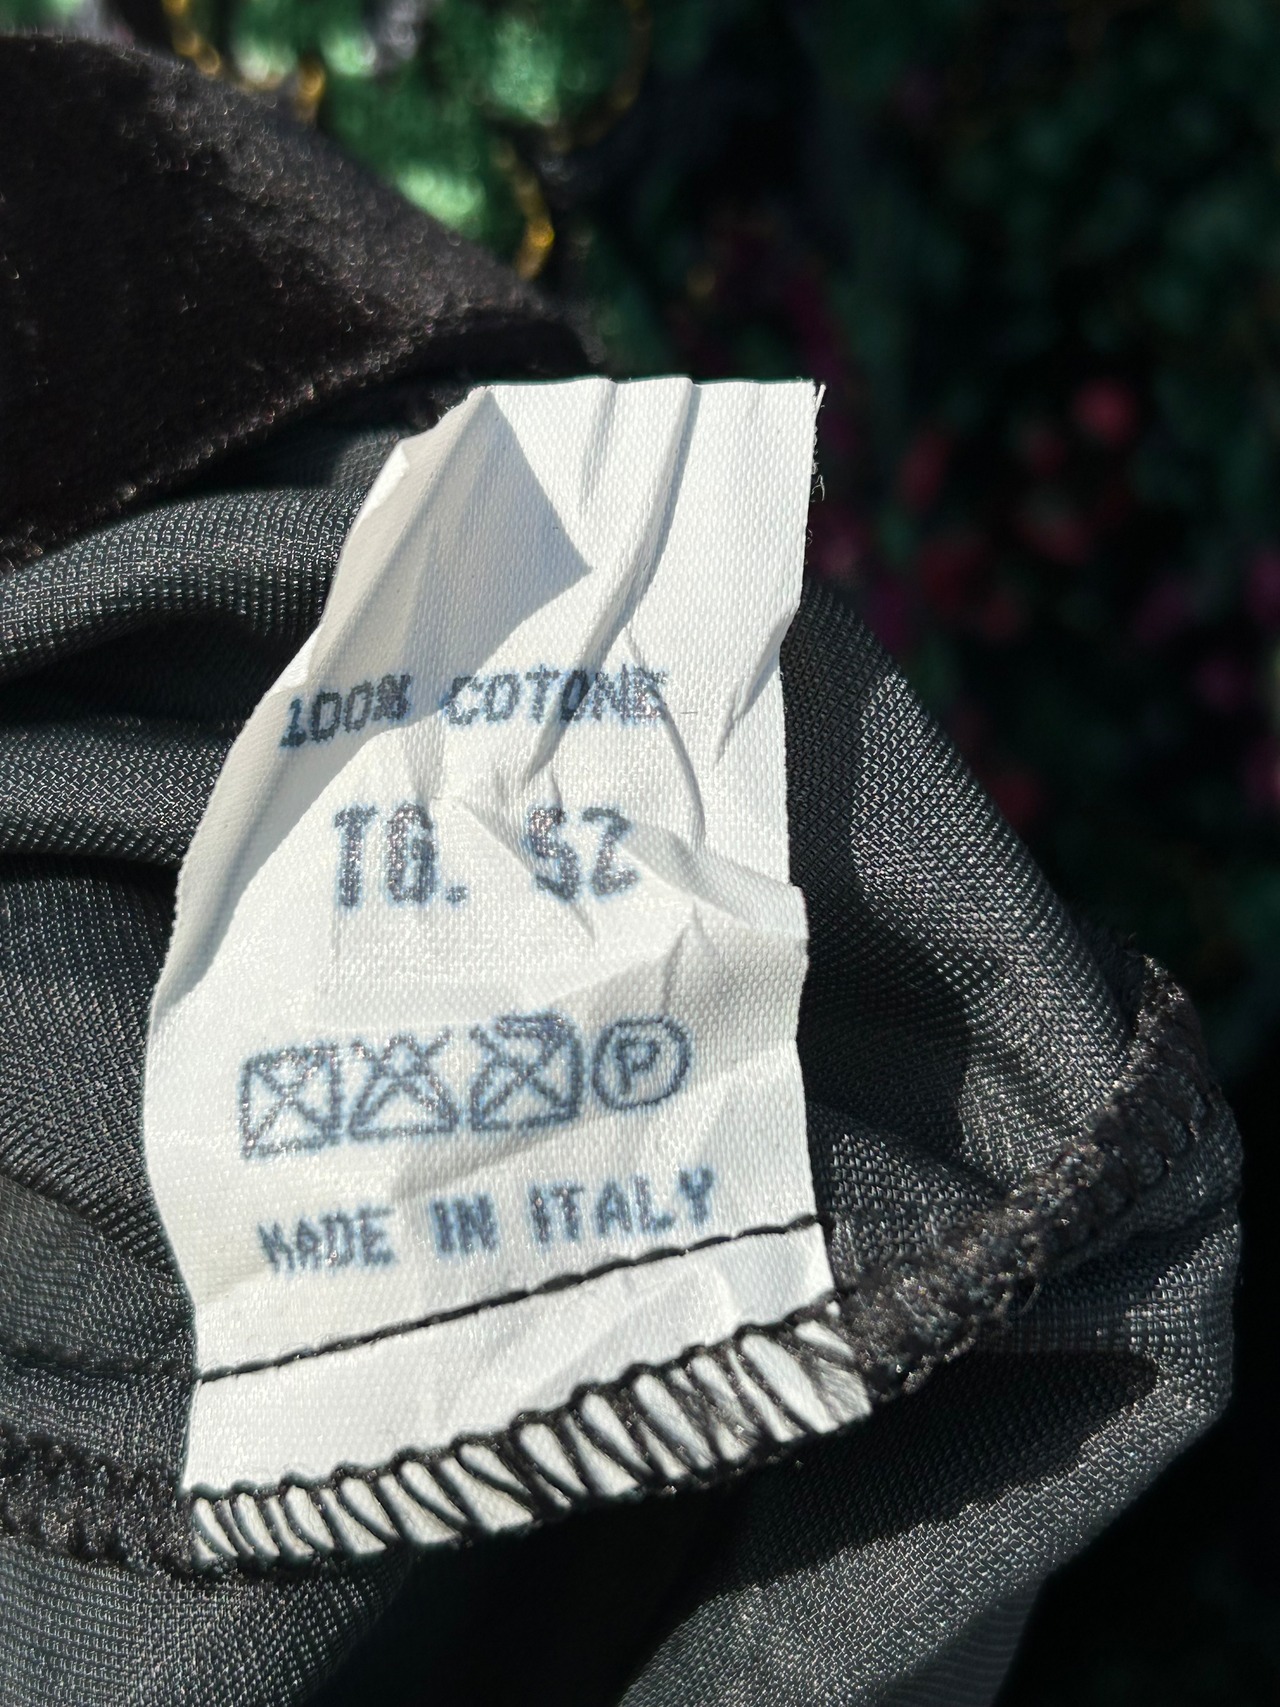 100% COTONE
TG. 52
P
MADE IN ITALY